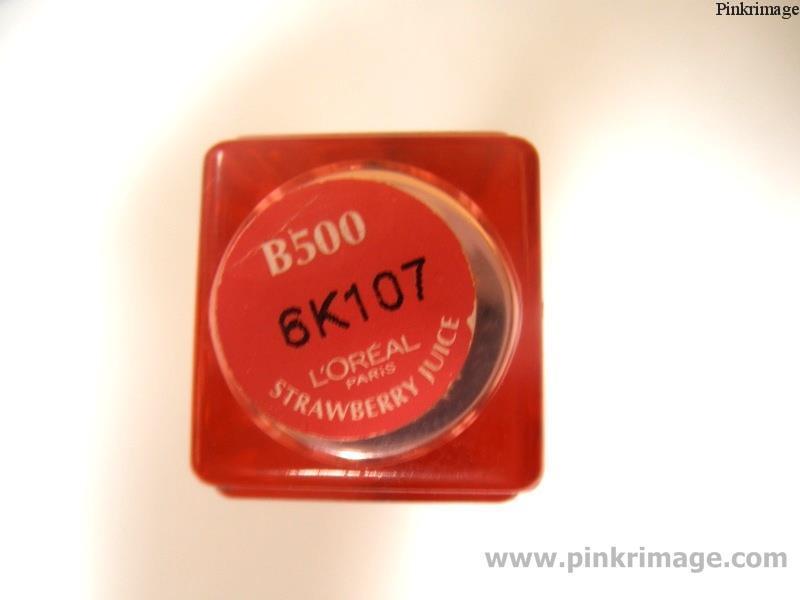 Pinkrimage
B500
6K107
L'ORÉAL
PARIS
STRAWBERRY JUICE
www.pinkrimage.com